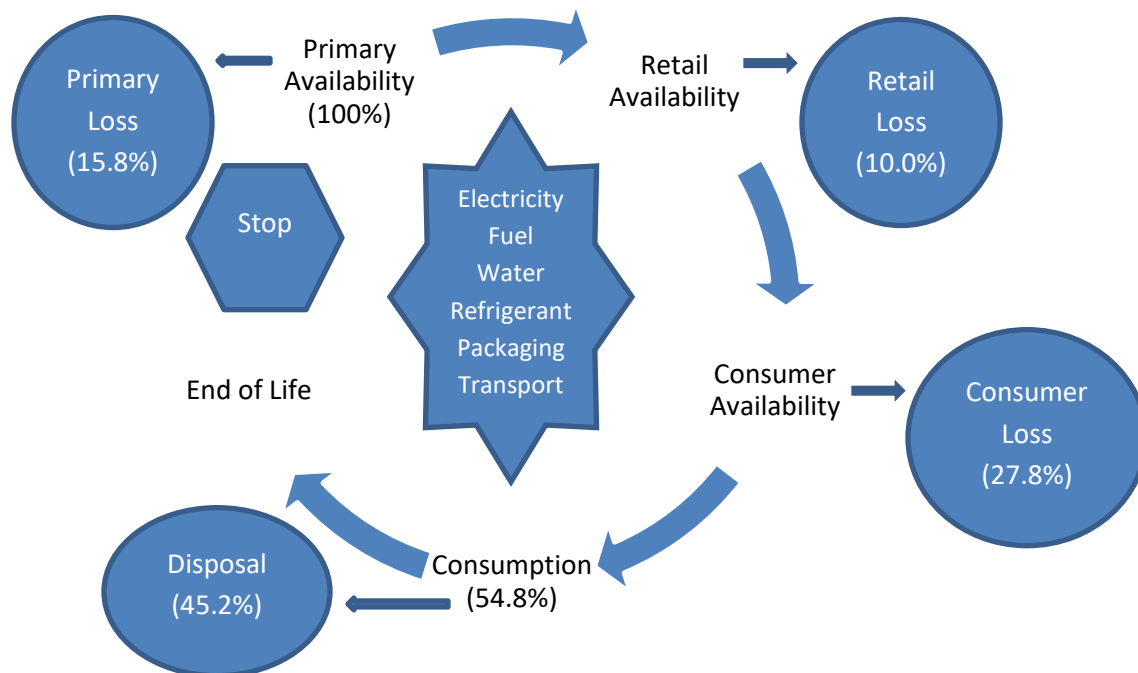 Primary
Loss
(15.8%)
Primary
Availability
(100%)
Retail
Availability
Retail
Loss
(10.0%)
Stop
Electricity
Fuel
Water
Refrigerant
Packaging
Transport
End of Life
Consumer
Availability
Consumer
Loss
(27.8%)
Disposal
(45.2%)
Consumption
(54.8%)